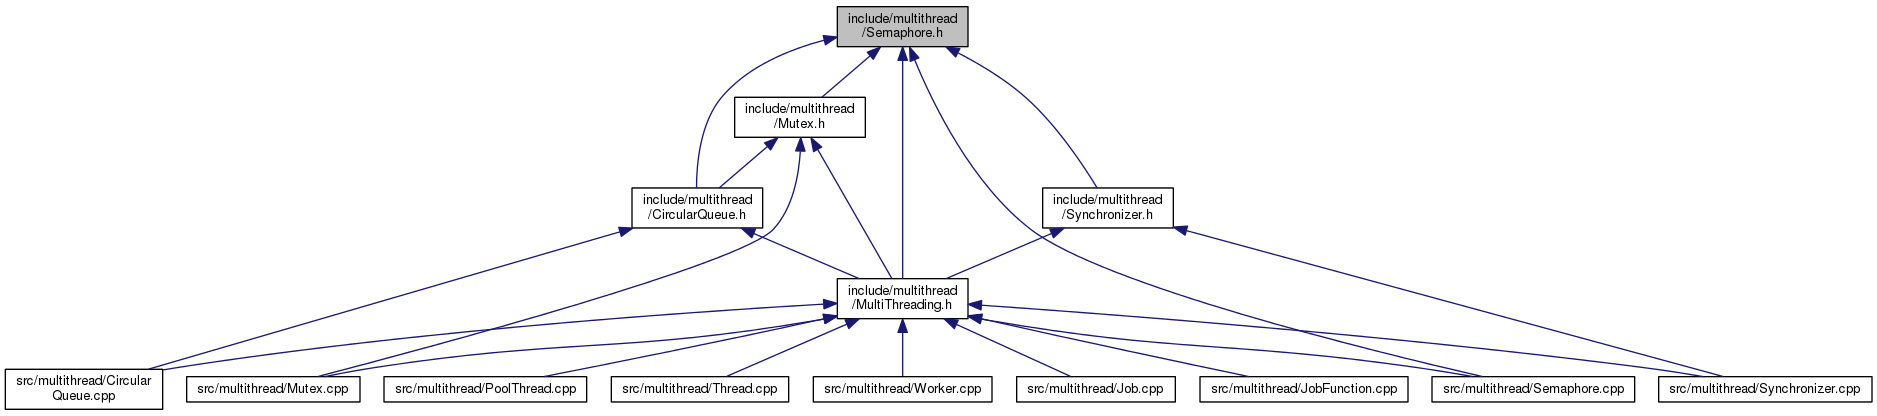 include/multithread
/Semaphore.h
include/multithread
/Mutex.h
include/multithread
/CircularQueue.h
include/multithread
/Synchronizer.h
include/multithread
/MultiThreading.h
src/multithread/Circular
Queue.cpp
src/multithread/Mutex.cpp
src/multithread/PoolThread.cpp
src/multithread/Thread.cpp
src/multithread/Worker.cpp
src/multithread/Job.cpp
src/multithread/JobFunction.cpp
src/multithread/Semaphore.cpp
src/multithread/Synchronizer.cpp